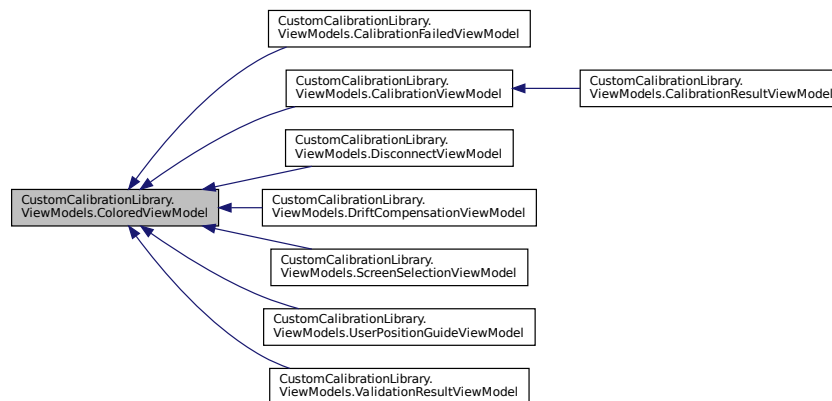 CustomCalibrationLibrary.
ViewModels.CalibrationFailedViewModel
CustomCalibrationLibrary.
ViewModels.CalibrationViewModel
CustomCalibrationLibrary.
ViewModels.CalibrationResultViewModel
CustomCalibrationLibrary.
ViewModels.DisconnectViewModel
CustomCalibrationLibrary.
ViewModels.ColoredViewModel
CustomCalibrationLibrary.
ViewModels.DriftCompensationViewModel
CustomCalibrationLibrary.
ViewModels.ScreenSelectionViewModel
CustomCalibrationLibrary.
ViewModels.UserPositionGuideViewModel
CustomCalibrationLibrary.
ViewModels.ValidationResultViewModel